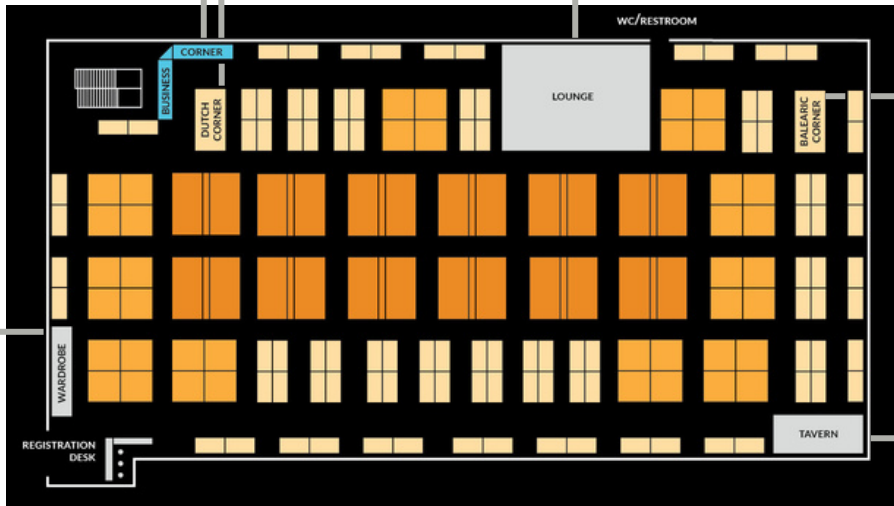 WC/RESTROOM
CORNER
BUSINESS
DUTCH
CORNER
LOUNGE
BALEARIC
CORNER
WARDROBE
REGISTRATION
DESK
TAVERN